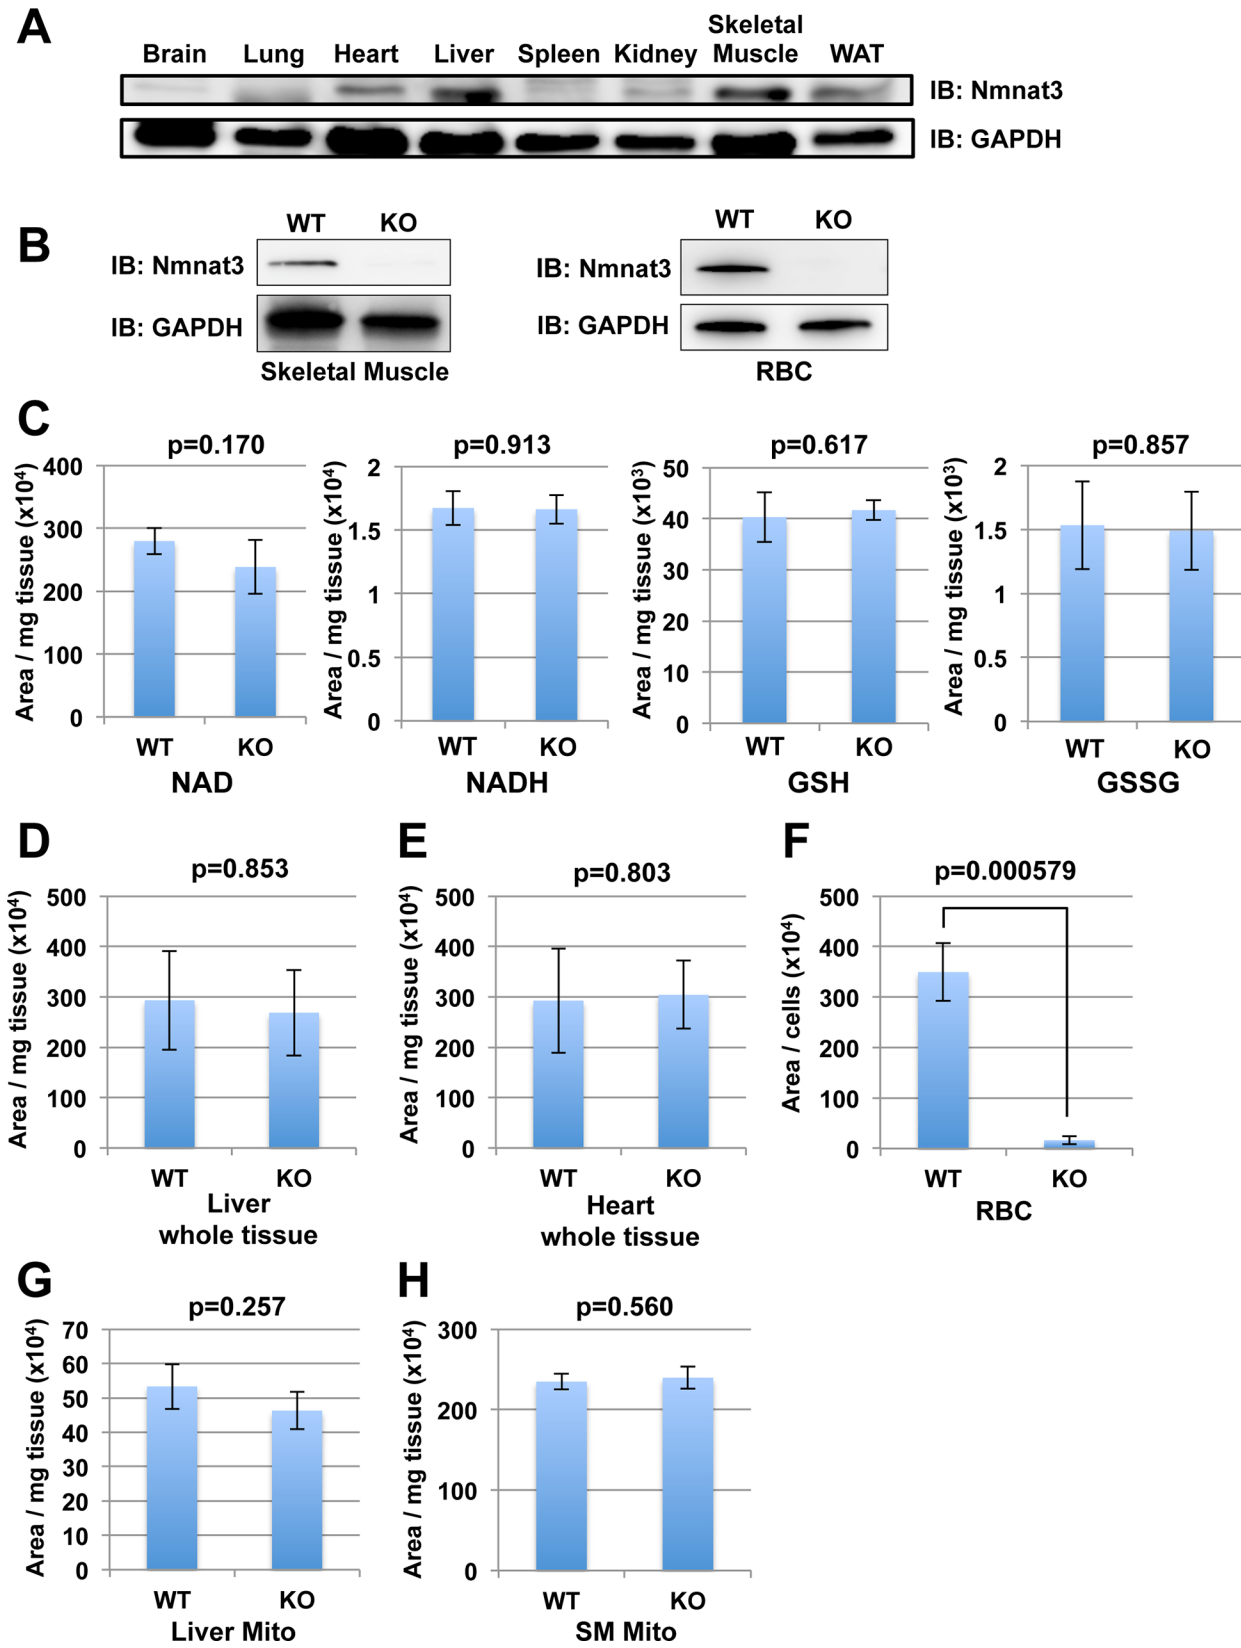 A
Brain Lung Heart Liver Spleen Kidney Skeletal Muscle WAT
IB: Nmnat3
IB: GAPDH
B
WT KO
IB: Nmnat3
IB: GAPDH
Skeletal Muscle
WT KO
IB: Nmnat3
IB: GAPDH
RBC
C
p=0.170
Area / mg tissue (x10⁴)
400
300
200
100
0
WT KO
NAD
p=0.913
Area / mg tissue (x10⁴)
2
1.5
1
0.5
0
WT KO
NADH
p=0.617
Area / mg tissue (x10³)
50
40
30
20
10
0
WT KO
GSH
p=0.857
Area / mg tissue (x10³)
2
1.5
1
0.5
0
WT KO
GSSG
D
p=0.853
Area / mg tissue (x10⁴)
500
400
300
200
100
0
WT KO
Liver
whole tissue
E
p=0.803
Area / mg tissue (x10⁴)
500
400
300
200
100
0
WT KO
Heart
whole tissue
F
p=0.000579
Area / cells (x10⁴)
500
400
300
200
100
0
WT KO
RBC
G
p=0.257
Area / mg tissue (x10⁴)
70
60
50
40
30
20
10
0
WT KO
Liver Mito
H
p=0.560
Area / mg tissue (x10⁴)
300
200
100
0
WT KO
SM Mito